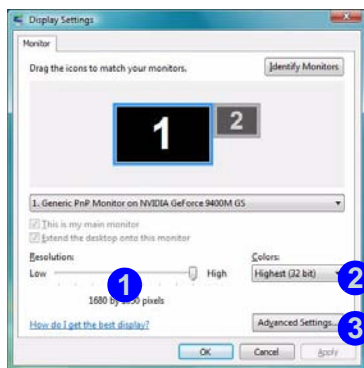 Display Settings
Monitor
Drag the icons to match your monitors.
Identify Monitors
1
2
1. Generic PnP Monitor on NVIDIA GeForce 9400M GS
This is my main monitor
Extend the desktop onto this monitor
Resolution:
Colors:
Low
High
Highest (32 bit)
1
2
1680 by pixels
How do I get the best display?
Advanced Settings...
3
OK
Cancel
Apply